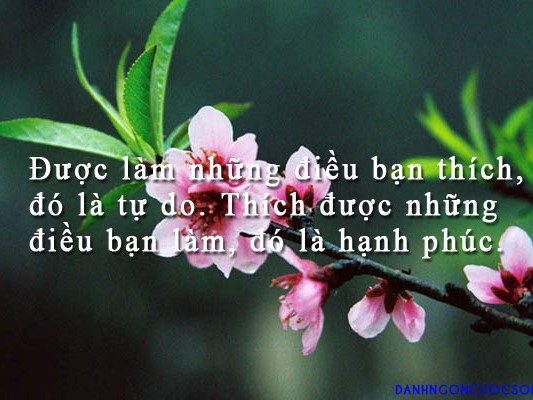 Được làm những điều bạn thích,
đó là tự do. Thích được những
điều bạn làm, đó là hạnh phúc.
DANHNGONCUOCSO